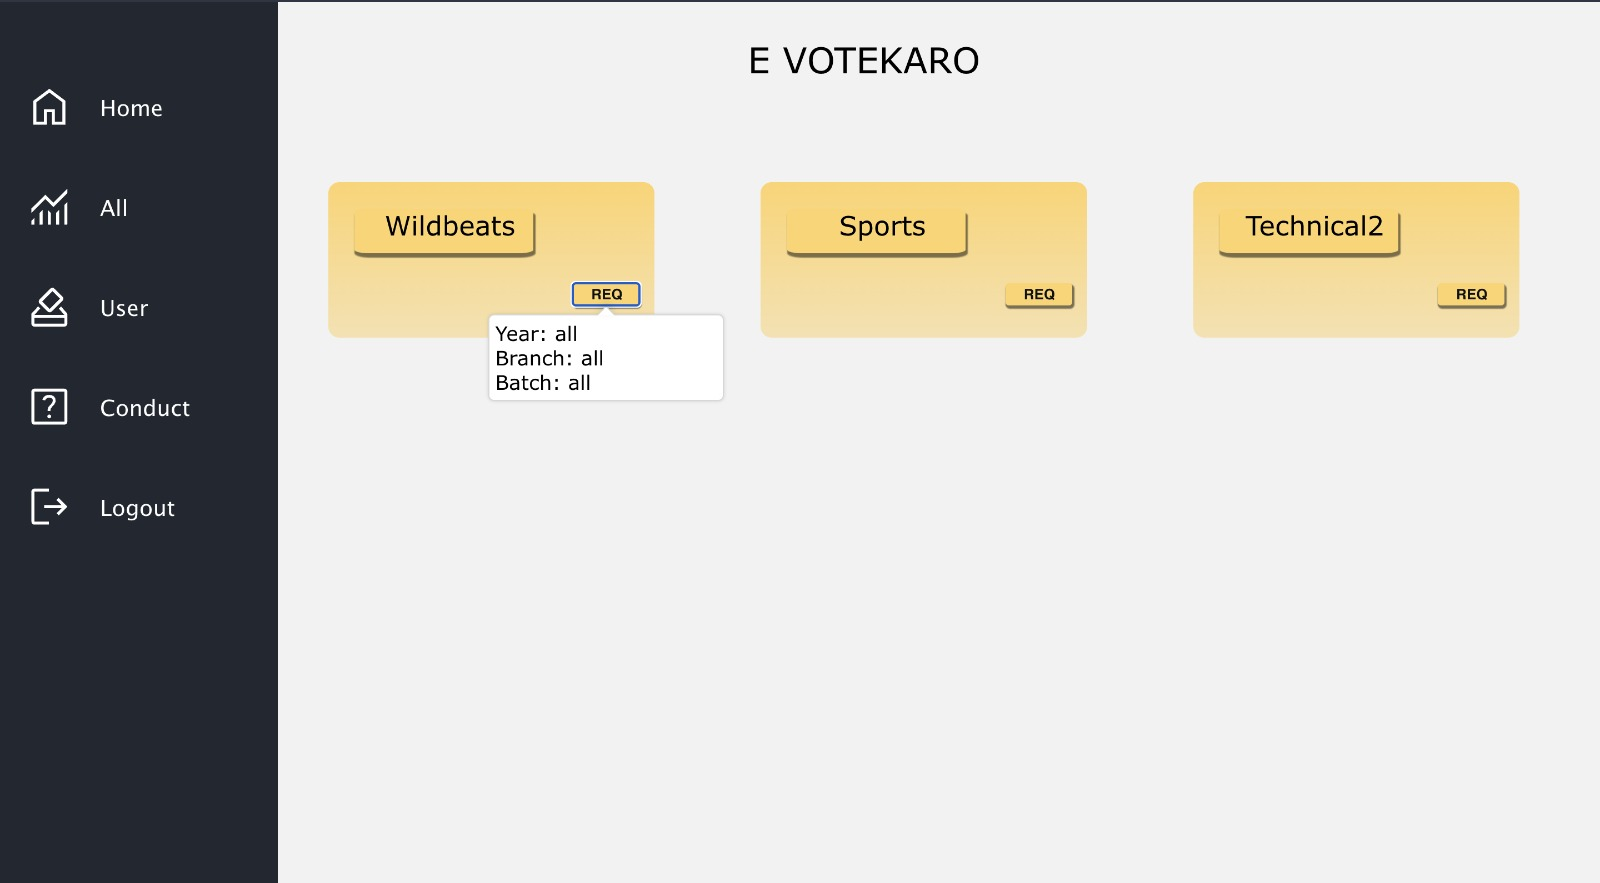 E VOTEKARO
Home
All
User
Conduct
Logout
Wildbeats
REQ
Year: all
Branch: all
Batch: all
Sports
REQ
Technical2
REQ